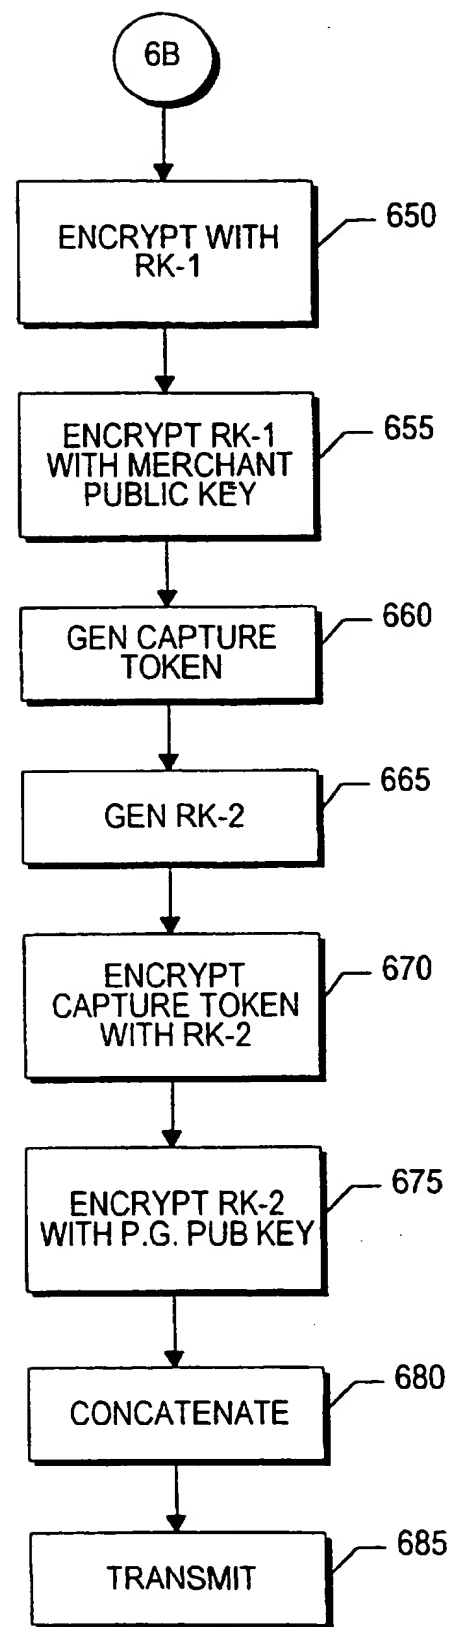 6B
ENCRYPT WITH
RK-1
650
ENCRYPT RK-1
WITH MERCHANT
PUBLIC KEY
655
GEN CAPTURE
TOKEN
660
GEN RK-2
665
ENCRYPT
CAPTURE TOKEN
WITH RK-2
670
ENCRYPT RK-2
WITH P.G. PUB KEY
675
CONCATENATE
680
TRANSMIT
685